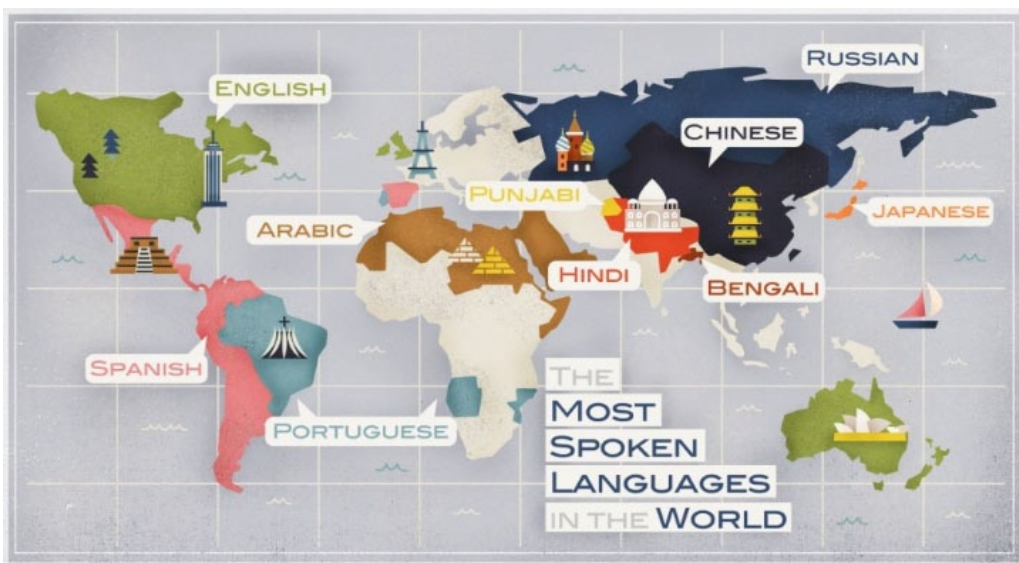 RUSSIAN
ENGLISH
CHINESE
PUNJABI
JAPANESE
ARABIC
HINDI
BENGALI
SPANISH
PORTUGUESE
THE
MOST
SPOKEN
LANGUAGES
IN THE WORLD